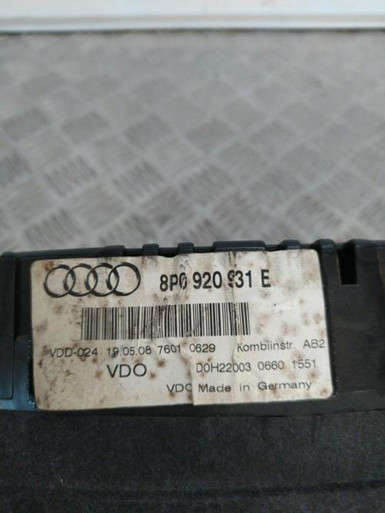 8P0 920 931 E
VDD-024 19.05.08 7601 0629 Kombiinstr. AB2
VDO D0H22003 0660 1551
VDO Made in Germany